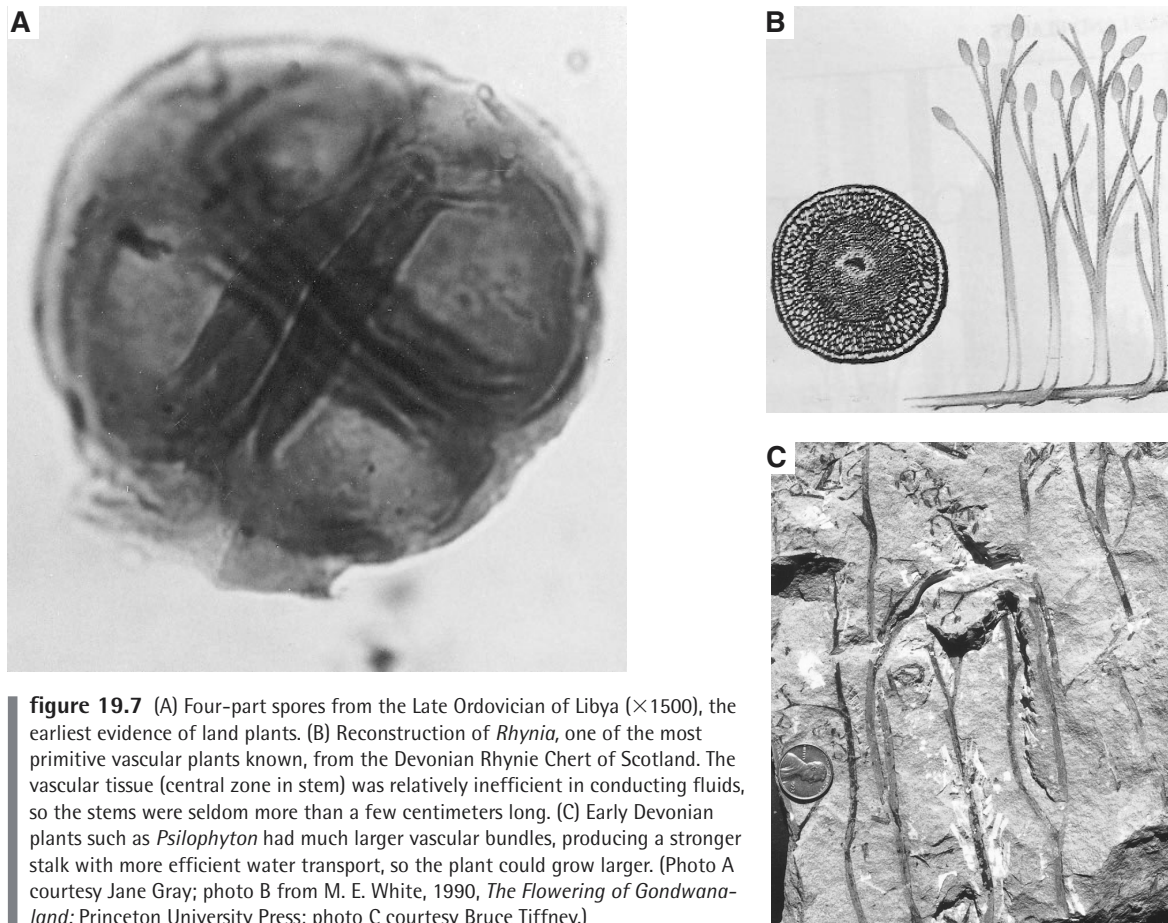 A
B
C
figure 19.7 (A) Four-part spores from the Late Ordovician of Libya (×1500), the
earliest evidence of land plants. (B) Reconstruction of Rhynia, one of the most
primitive vascular plants known, from the Devonian Rhynie Chert of Scotland. The
vascular tissue (central zone in stem) was relatively inefficient in conducting fluids,
so the stems were seldom more than a few centimeters long. (C) Early Devonian
plants such as Psilophyton had much larger vascular bundles, producing a stronger
stalk with more efficient water transport, so the plant could grow larger. (Photo A
courtesy Jane Gray; photo B from M. E. White, 1990, The Flowering of Gondwana-
land; Princeton University Press; photo C courtesy Bruce Tiffney.)